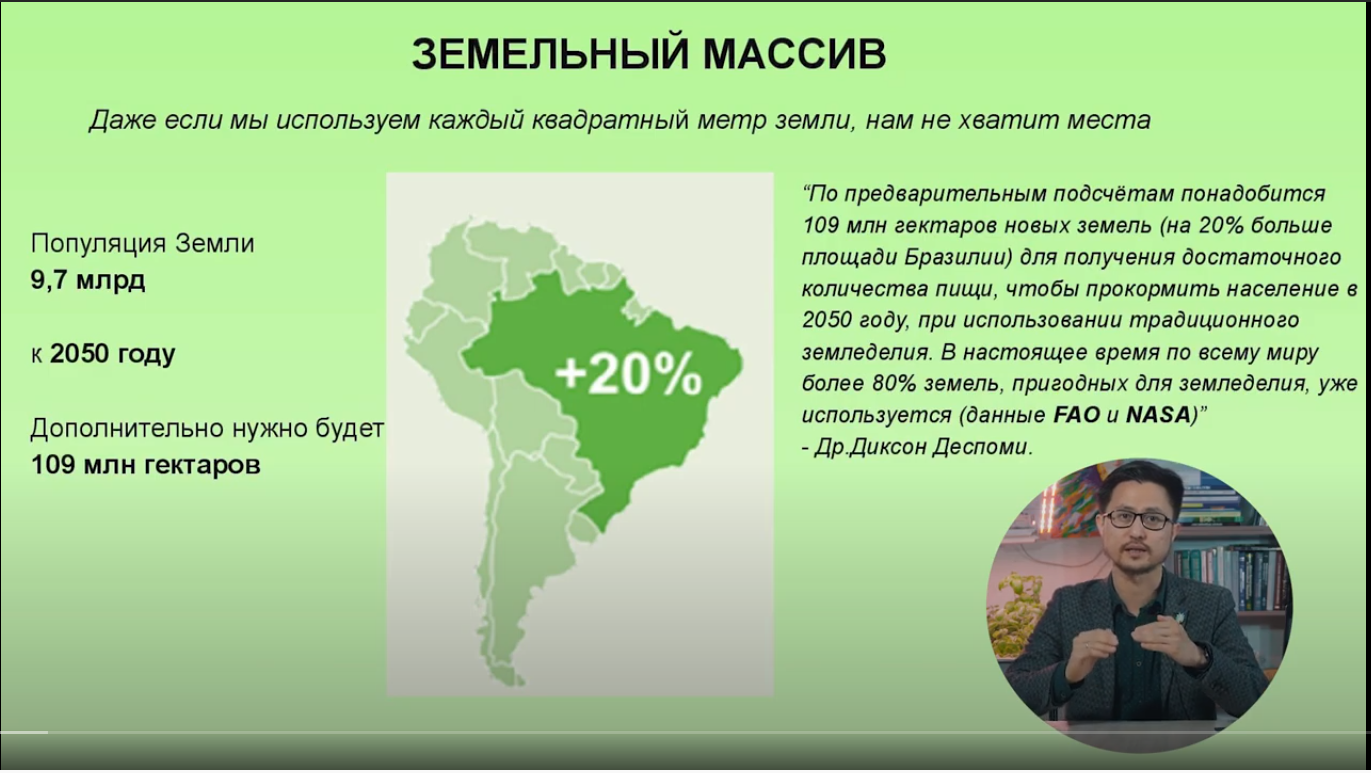 ЗЕМЕЛЬНЫЙ МАССИВ
Даже если мы используем каждый квадратный метр земли, нам не хватит места
Популяция Земли
9,7 млрд
к 2050 году
Дополнительно нужно будет
109 млн гектаров
+20%
“По предварительным подсчётам понадобится
109 млн гектаров новых земель (на 20% больше
площади Бразилии) для получения достаточного
количества пищи, чтобы прокормить население в
2050 году, при использовании традиционного
земледелия. В настоящее время по всему миру
более 80% земель, пригодных для земледелия, уже
используется (данные FAO и NASA)”
- Др.Диксон Деспоми.